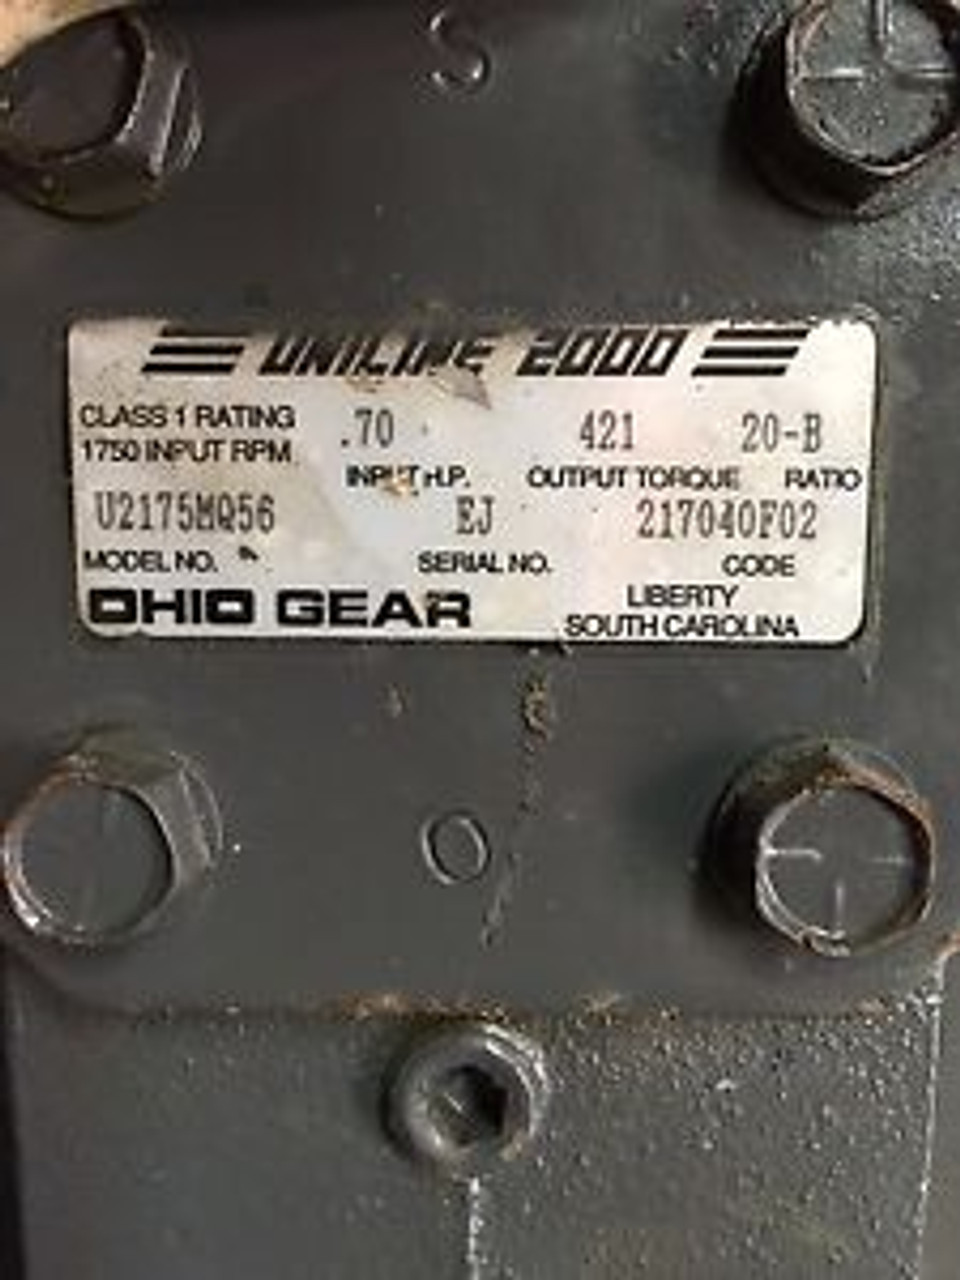 S
UNILINE 2000
CLASS 1 RATING .70 421 20-B
1750 INPUT RPM INPUT H.P. OUTPUT TORQUE RATIO
U2175MQ56 EJ 217040F02
MODEL NO. SERIAL NO. CODE
OHIO GEAR LIBERTY
SOUTH CAROLINA
O